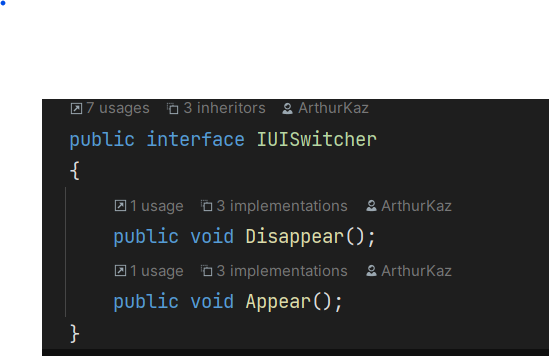 7 usages 3 inheritors ArthurKaz
public interface IUISwitcher
{
1 usage 3 implementations ArthurKaz
public void Disappear();
1 usage 3 implementations ArthurKaz
public void Appear();
}